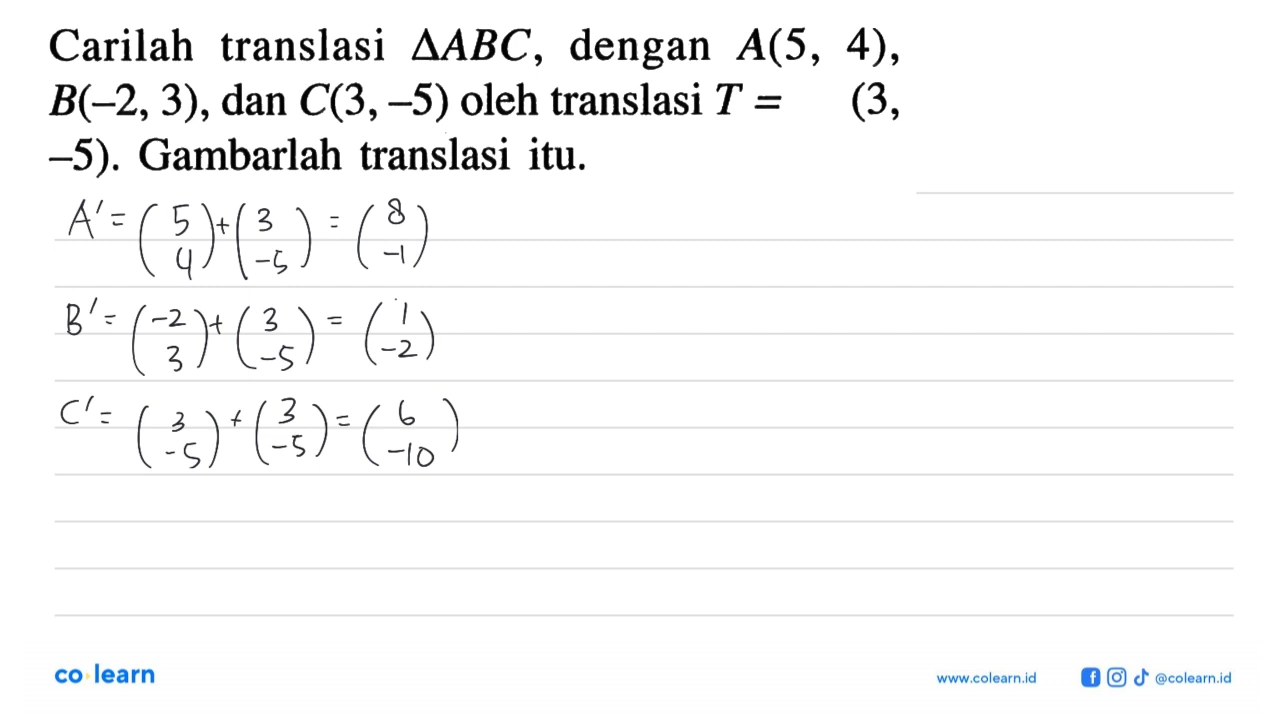 Carilah translasi ΔABC, dengan A(5, 4),
B(–2, 3), dan C(3, –5) oleh translasi T = (3,
–5). Gambarlah translasi itu.
A' = (5 4) + (3 -5) = (8 -1)
B' = (-2 3) + (3 -5) = (1 -2)
C' = (3 -5) + (3 -5) = (6 -10)
co learn
www.colearn.id
@colearn.id